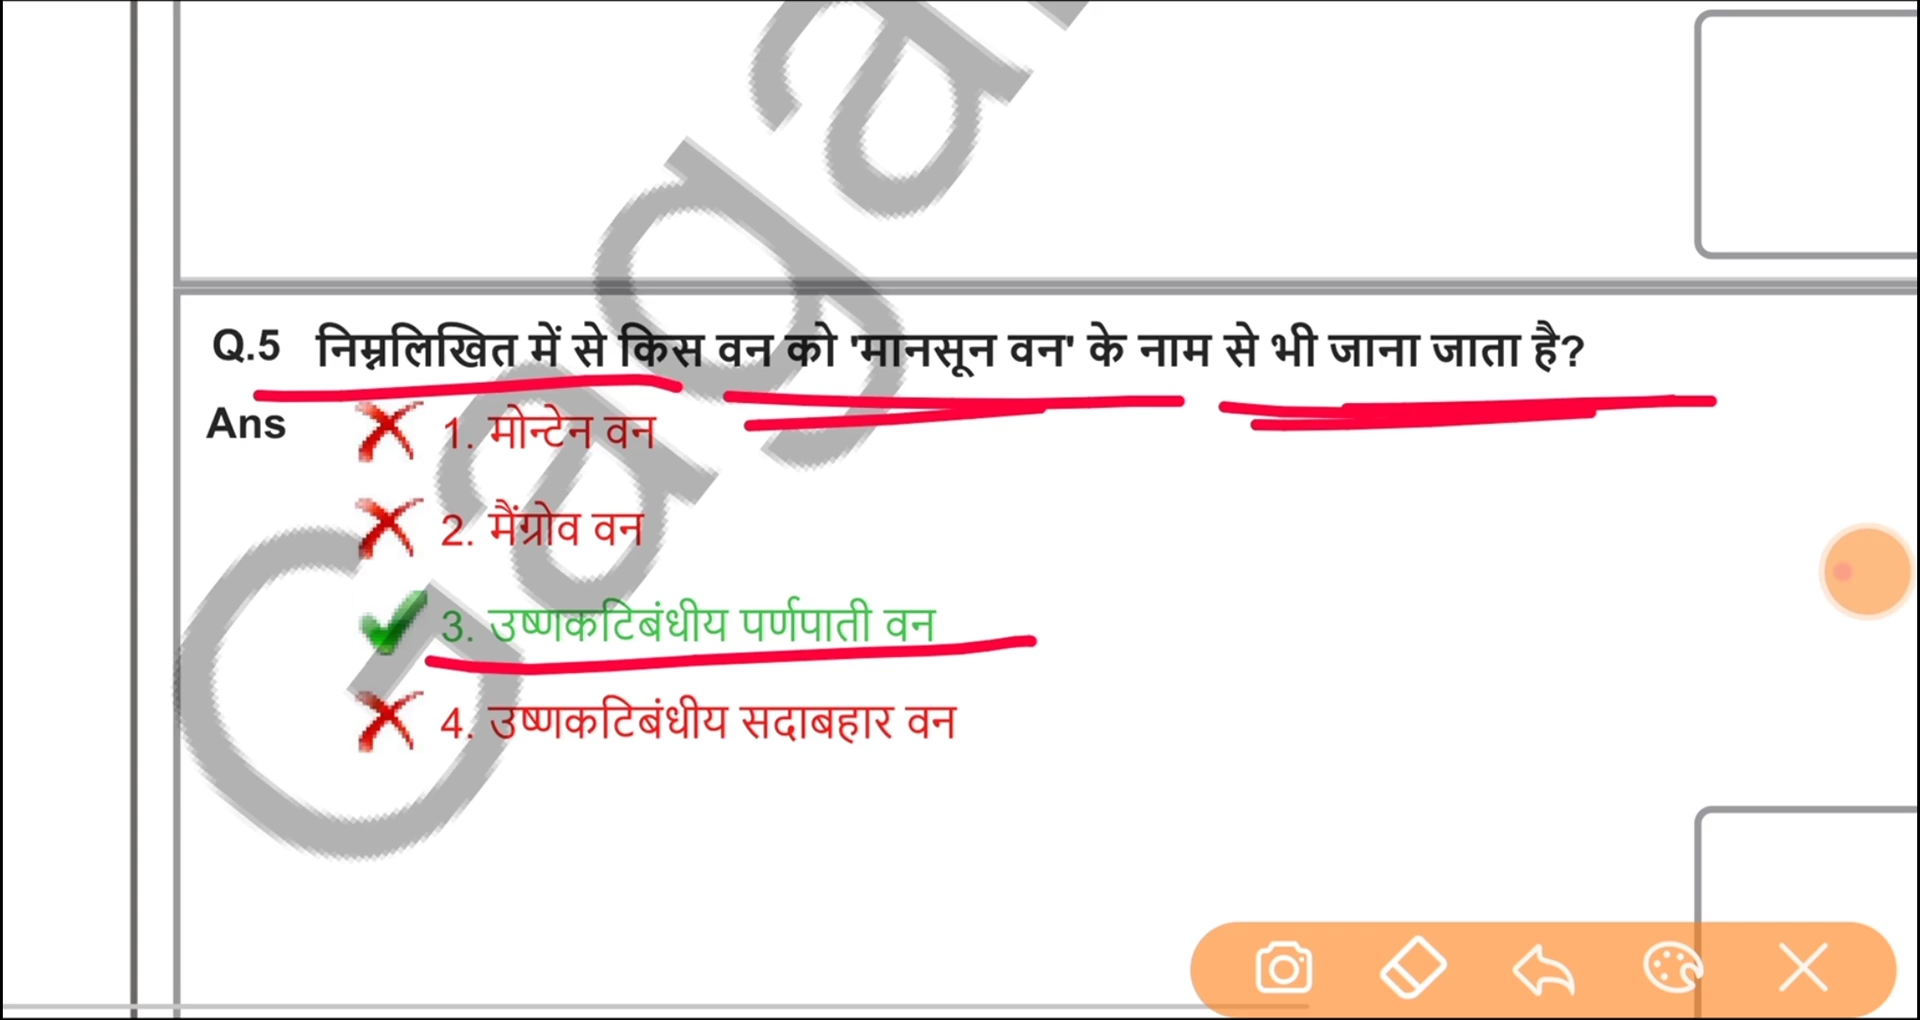 Q.5 निम्नलिखित में से किस वन को 'मानसून वन' के नाम से भी जाना जाता है?
Ans 1. मोन्टेन वन
2. मैंग्रोव वन
3. उष्णकटिबंधीय पर्णपाती वन
4. उष्णकटिबंधीय सदाबहार वन